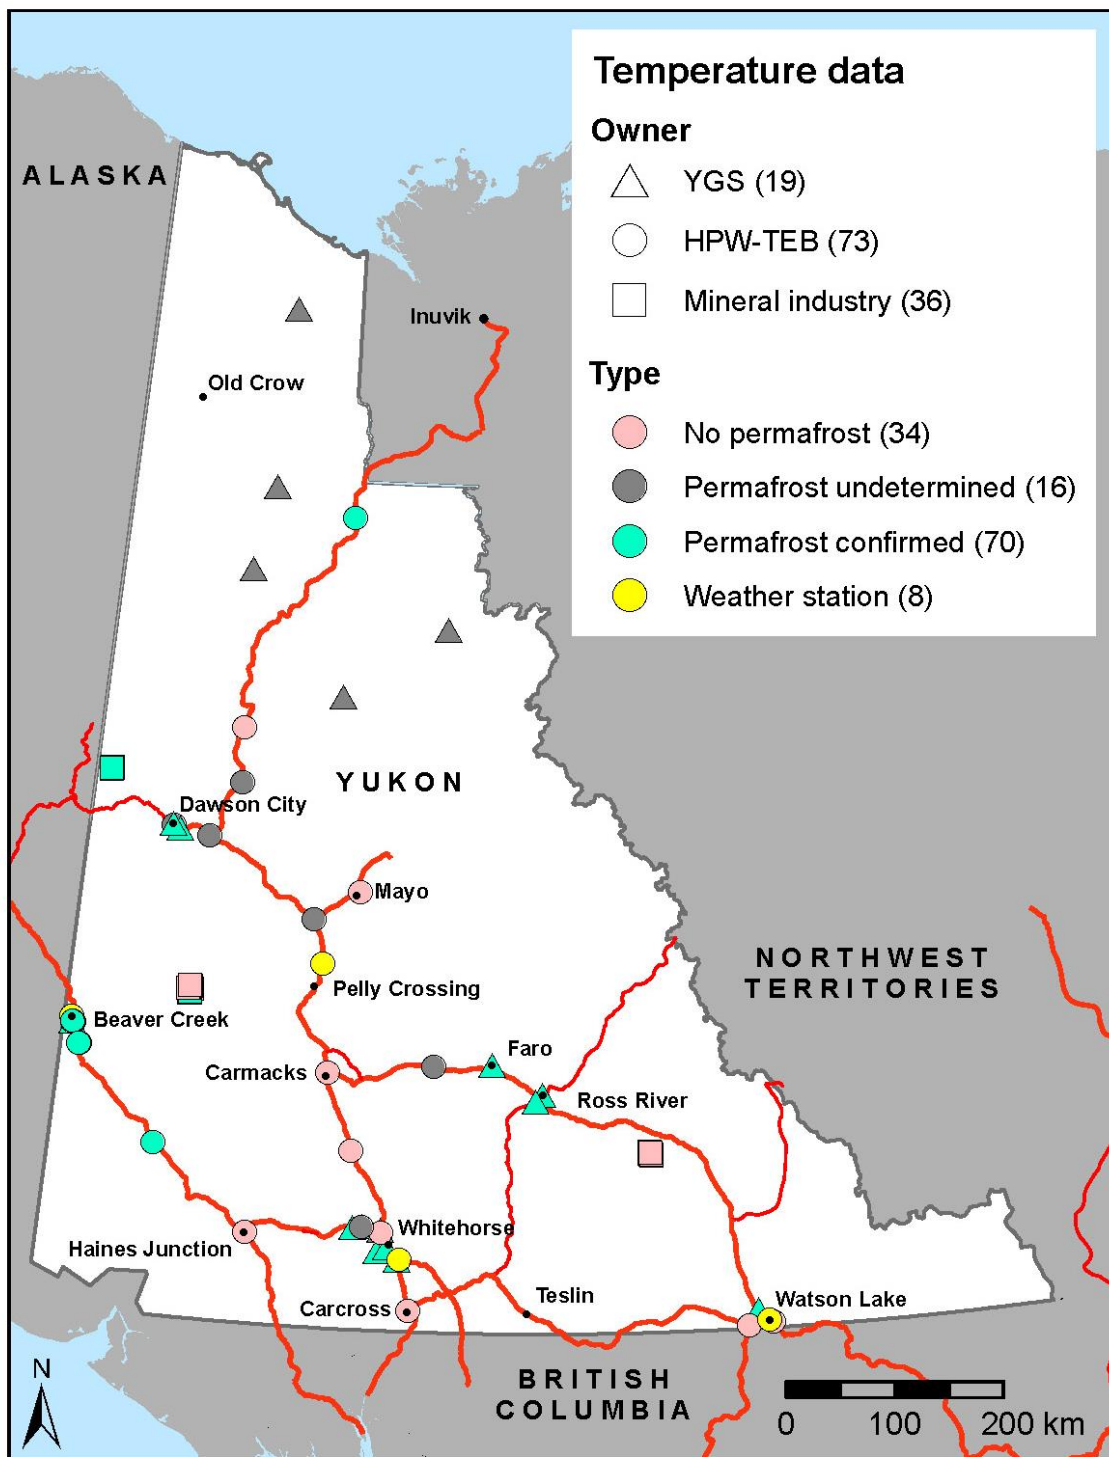 Temperature data
Owner
YGS (19)
HPW-TEB (73)
Mineral industry (36)
Type
No permafrost (34)
Permafrost undetermined (16)
Permafrost confirmed (70)
Weather station (8)
ALASKA
Inuvik
Old Crow
YUKON
Dawson City
Mayo
NORTHWEST
TERRITORIES
Pelly Crossing
Beaver Creek
Faro
Carmacks
Ross River
Whitehorse
Haines Junction
Teslin
Watson Lake
Carcross
N
BRITISH
COLUMBIA
0 100 200 km